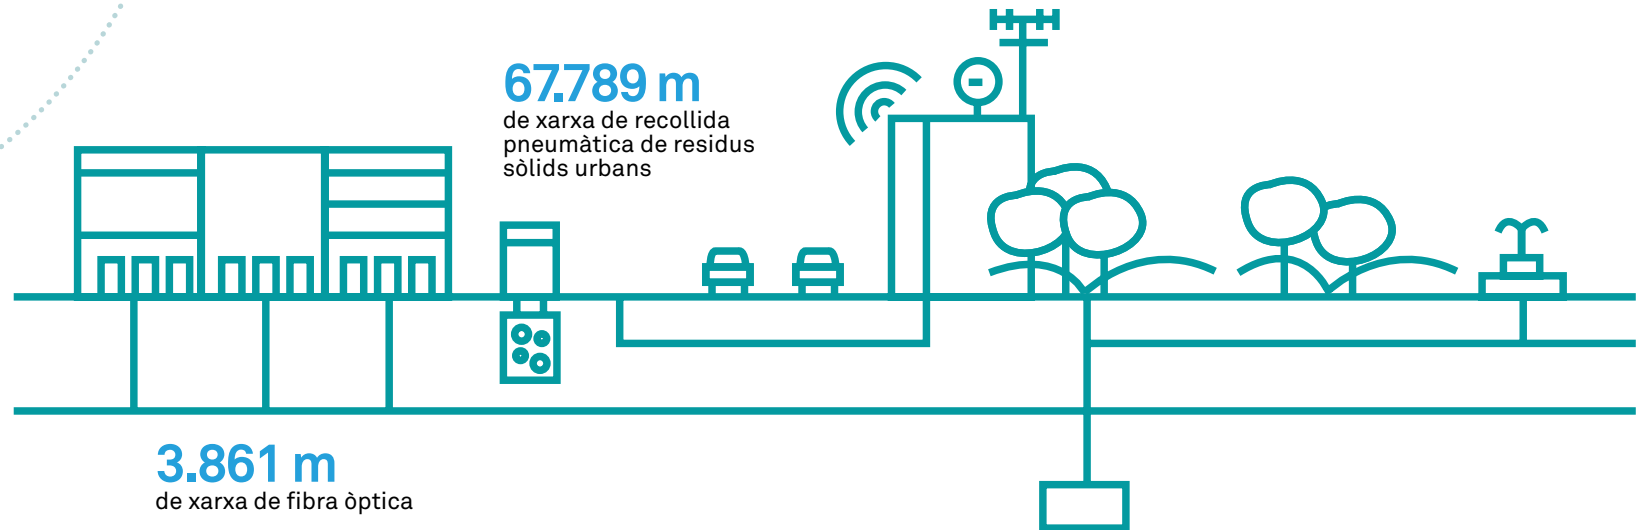 67.789 m
de xarxa de recollida
pneumàtica de residus
sòlids urbans
3.861 m
de xarxa de fibra òptica